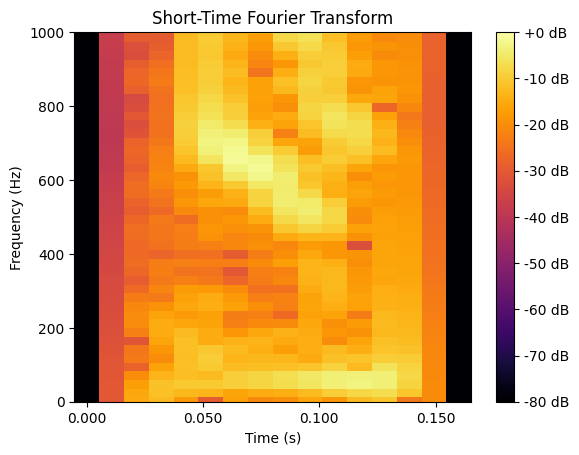 Short-Time Fourier Transform
1000
800
600
400
200
0
Frequency (Hz)
0.000
0.050
0.100
0.150
Time (s)
+0 dB
-10 dB
-20 dB
-30 dB
-40 dB
-50 dB
-60 dB
-70 dB
-80 dB